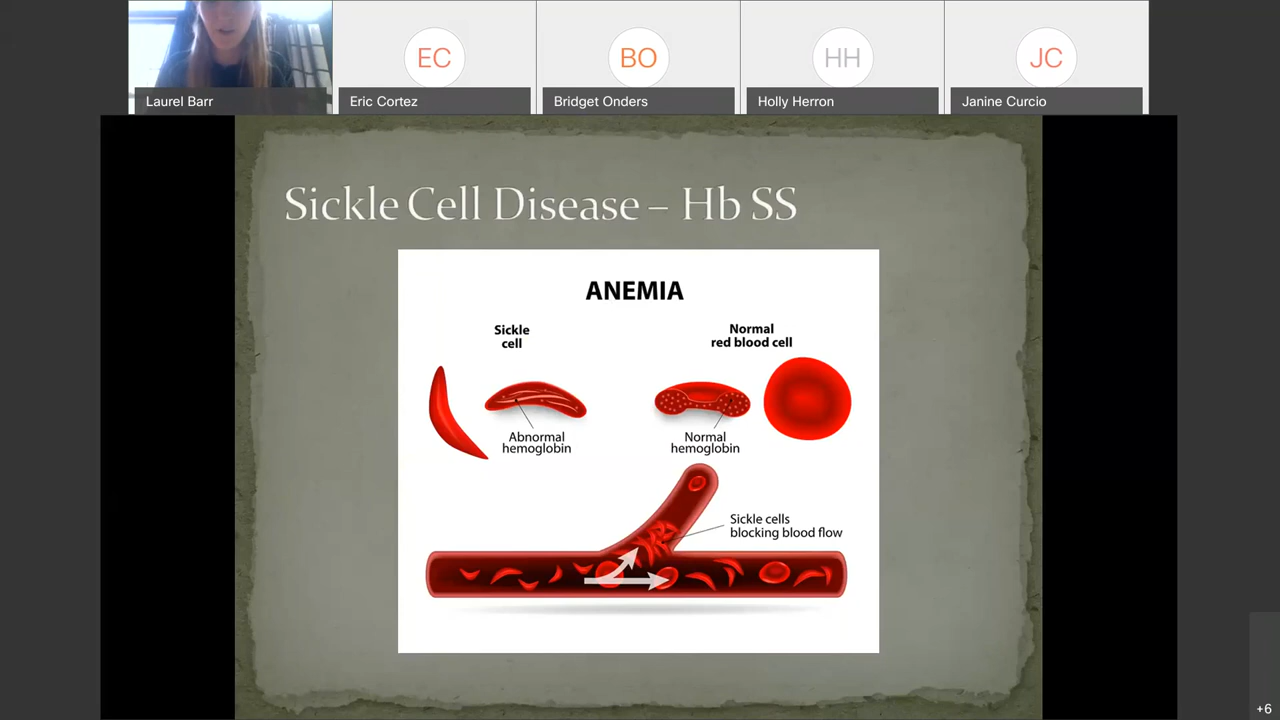 EC
BO
HH
JC
Laurel Barr
Eric Cortez
Bridget Onders
Holly Herron
Janine Curcio
Sickle Cell Disease – Hb SS
ANEMIA
Sickle
cell
Normal
red blood cell
Abnormal
hemoglobin
Normal
hemoglobin
Sickle cells
blocking blood flow
+6